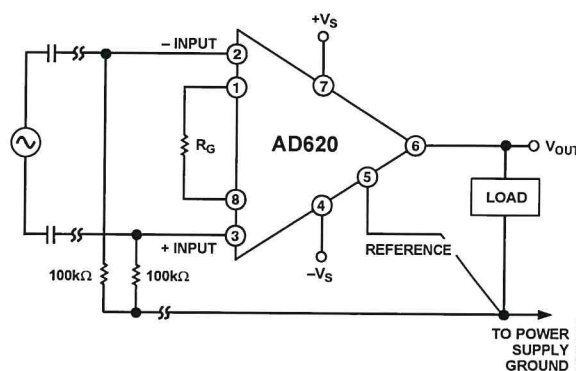 – INPUT
+VS
2
1
7
RG
AD620
6
VOUT
8
5
LOAD
4
3
+ INPUT
REFERENCE
100kΩ
100kΩ
–VS
TO POWER
SUPPLY
GROUND